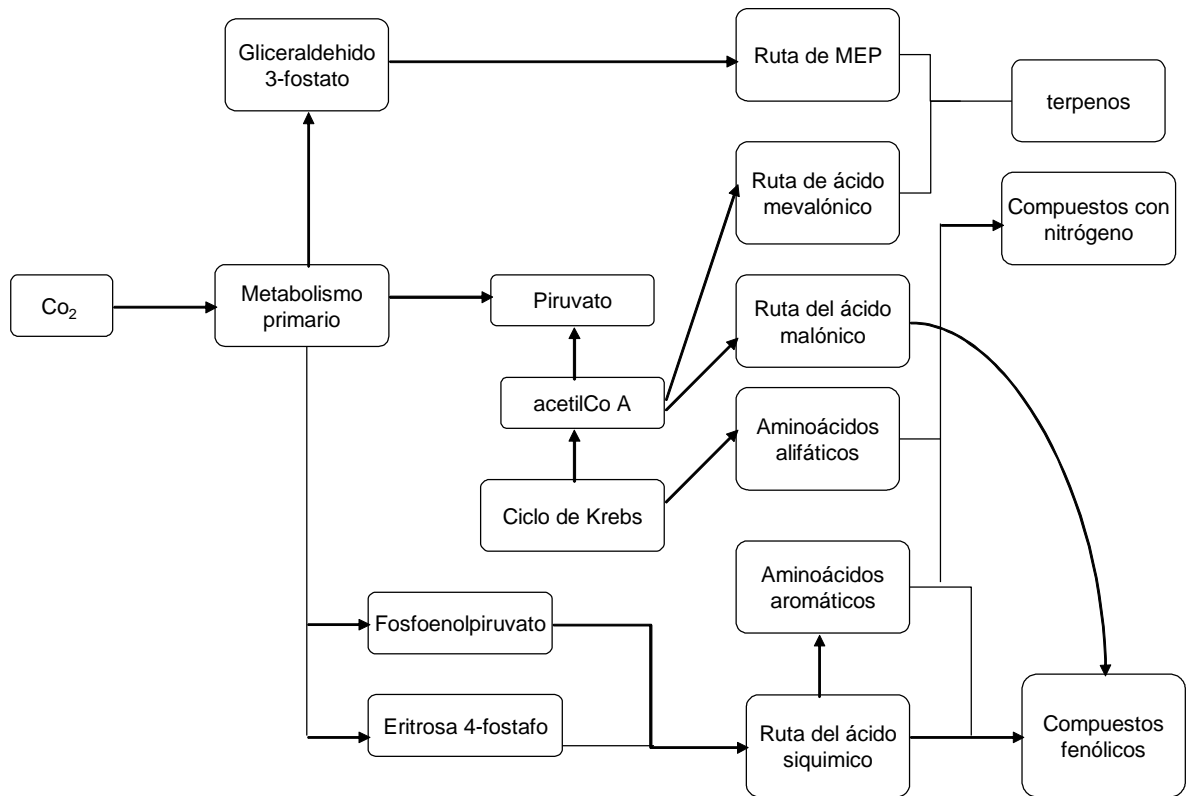 Gliceraldehido
3-fostato
Ruta de MEP
terpenos
Ruta de ácido
mevalónico
Compuestos con
nitrógeno
Co₂
Metabolismo
primario
Piruvato
Ruta del ácido
malónico
acetilCo A
Aminoácidos
alifáticos
Ciclo de Krebs
Aminoácidos
aromáticos
Fosfoenolpiruvato
Eritrosa 4-fostafo
Ruta del ácido
siquimico
Compuestos
fenólicos